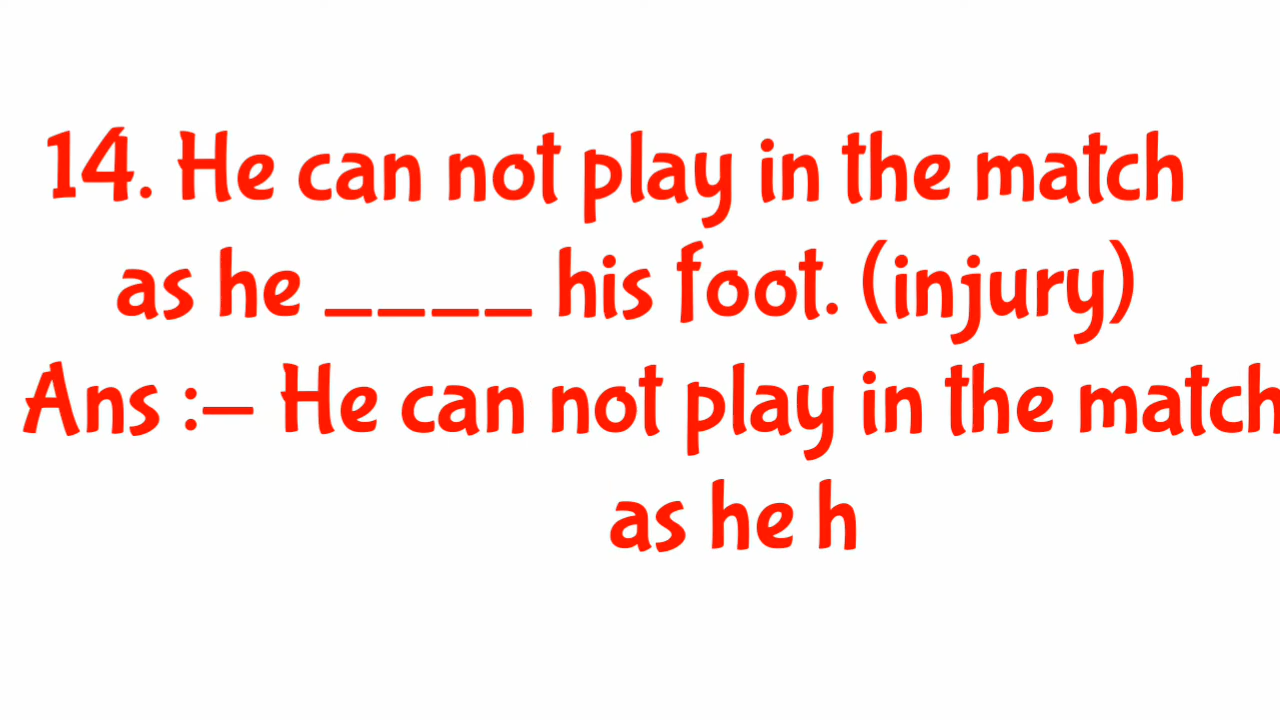 14. He can not play in the match
as he ____ his foot. (injury)
Ans :– He can not play in the match
as he h